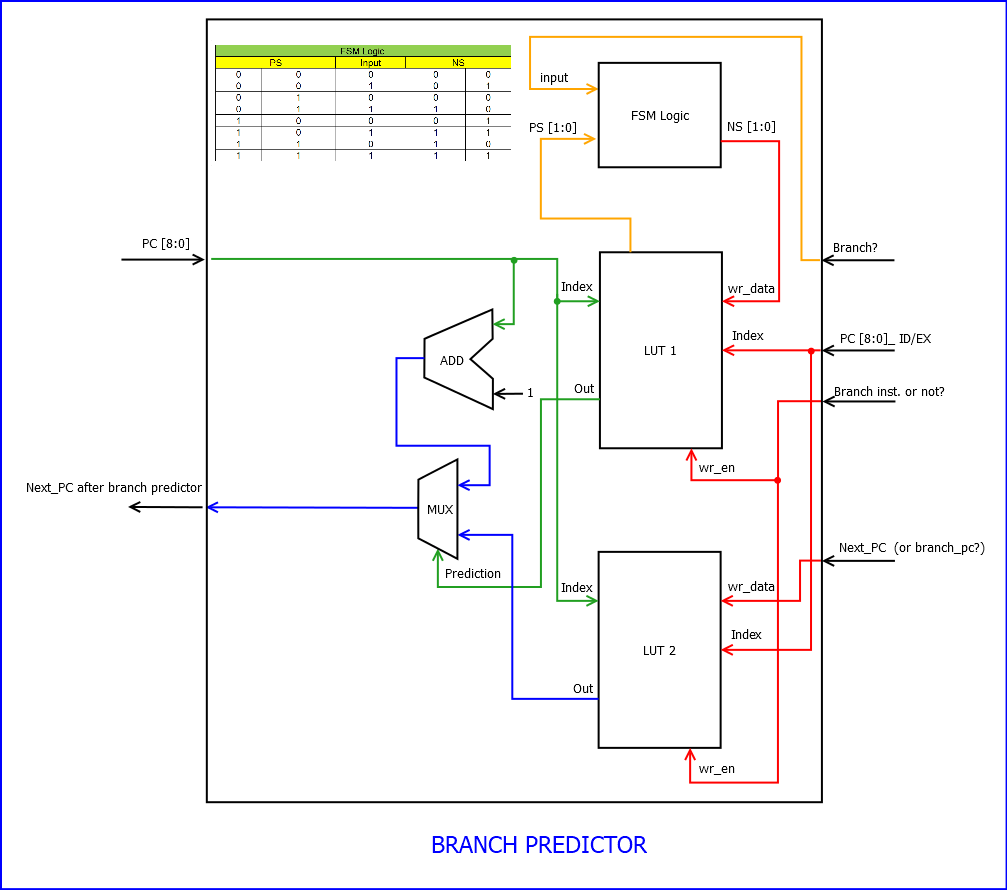 FSM Logic
PS Input NS
0 0 0 0 0
0 0 1 0 1
0 1 0 0 0
0 1 1 1 0
1 0 0 0 1
1 0 1 1 1
1 1 0 1 0
1 1 1 1 1
input
FSM Logic
PS [1:0]
NS [1:0]
PC [8:0]
Branch?
Index
wr_data
Index
PC [8:0]_ ID/EX
LUT 1
ADD
Out
1
Branch inst. or not?
wr_en
Next_PC after branch predictor
MUX
Next_PC (or branch_pc?)
Prediction
Index
wr_data
Index
LUT 2
Out
wr_en
BRANCH PREDICTOR